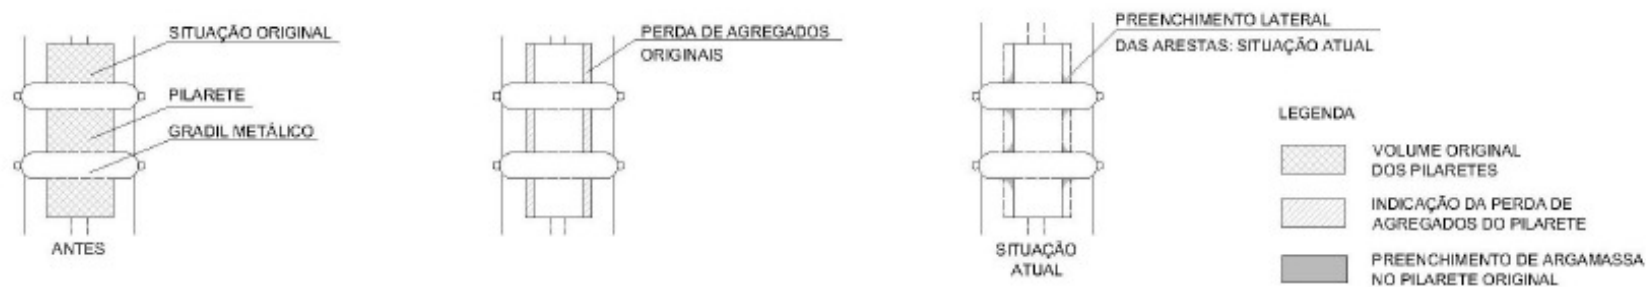 SITUAÇÃO ORIGINAL
PILARETE
GRADIL METÁLICO
ANTES
PERDA DE AGREGADOS
ORIGINAIS
PREENCHIMENTO LATERAL
DAS ARESTAS: SITUAÇÃO ATUAL
SITUAÇÃO
ATUAL
LEGENDA
VOLUME ORIGINAL
DOS PILARETES
INDICAÇÃO DA PERDA DE
AGREGADOS DO PILARETE
PREENCHIMENTO DE ARGAMASSA
NO PILARETE ORIGINAL